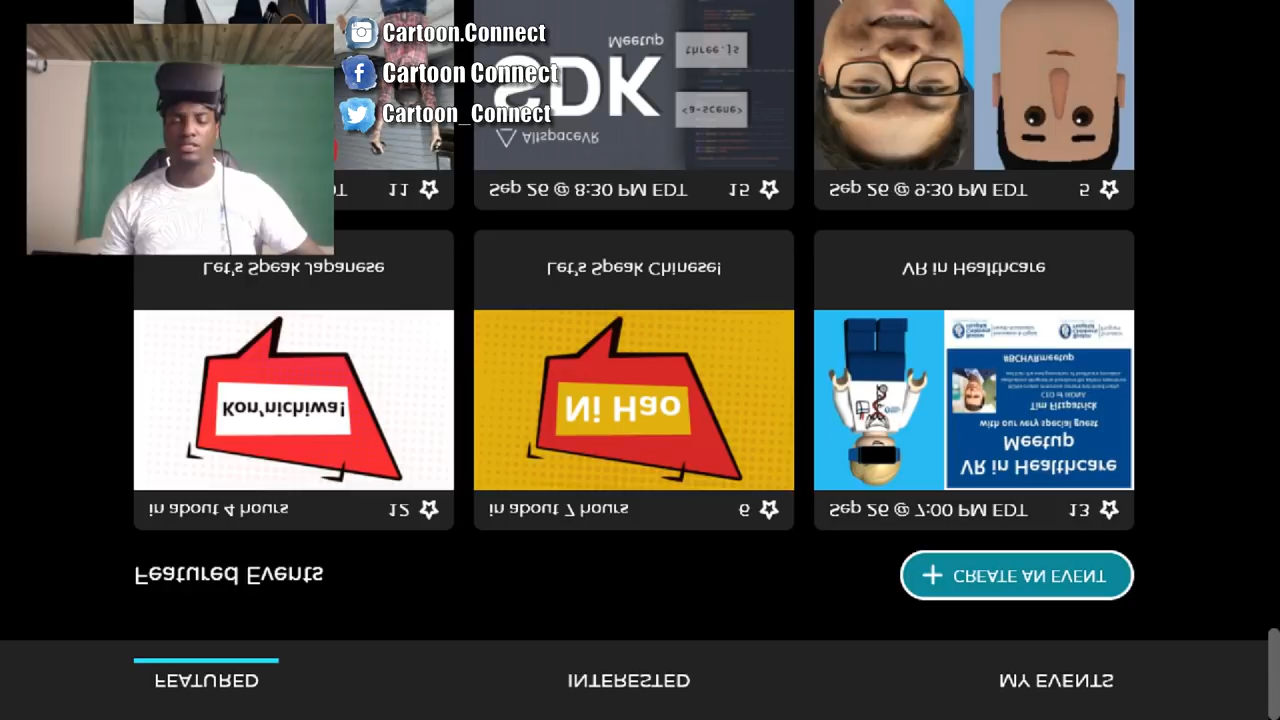 Cartoon.Connect
Cartoon Connect
Cartoon_Connect
FEATURED
INTERESTED
MY EVENTS
Featured Events
+ CREATE AN EVENT
in about 4 hours
12
in about 7 hours
6
Sep 26 @ 7:00 PM EDT
13
Kon'nichiwa!
Ni Hao
VR in Healthcare
Meetup
with our very special guest
Tim Fitzpatrick
CEO of IKONA
#BCHVRmeetup
Let's Speak Japanese
Let's Speak Chinese!
VR in Healthcare
DT
11
Sep 26 @ 8:30 PM EDT
15
Sep 26 @ 9:30 PM EDT
5
AltspaceVR
SDK
Meetup
<a-scene>
three.js